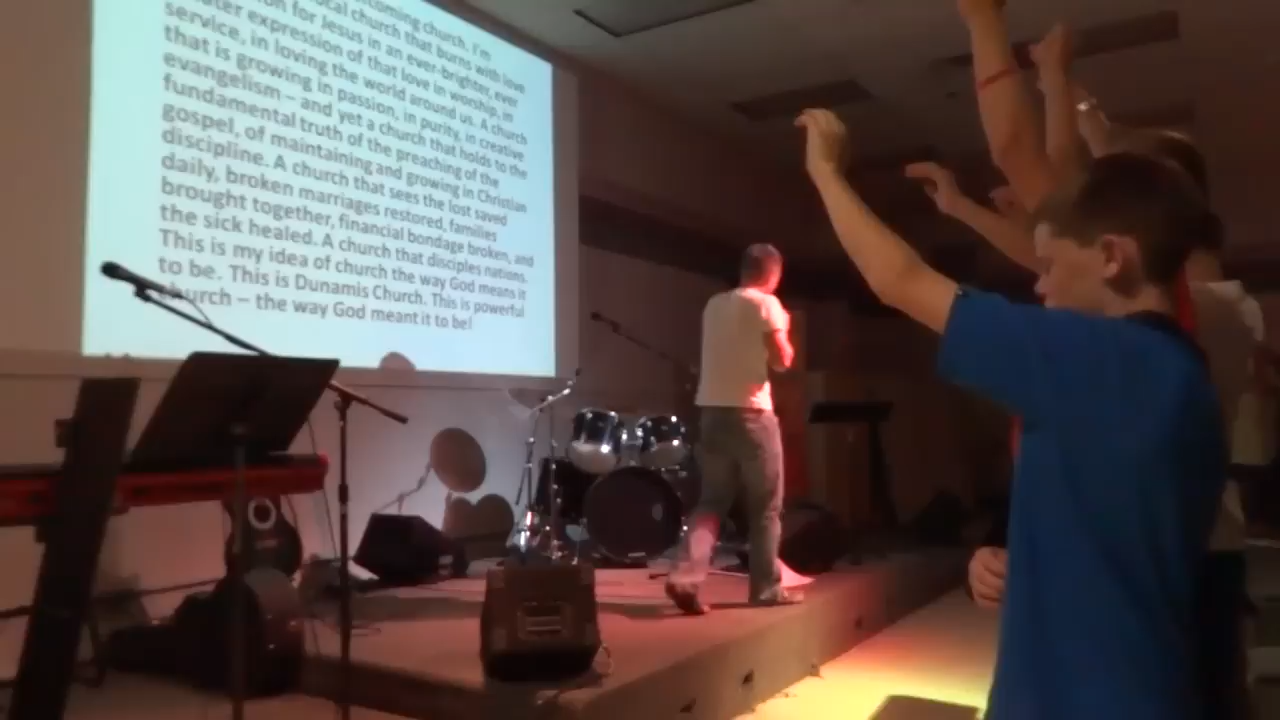 coming church. I'm
local church that burns with love
for Jesus in an ever-brighter, ever
expression of that love in worship, in
service, in loving the world around us. A church
that is growing in passion, in purity, in creative
evangelism – and yet a church that holds to the
fundamental truth of the preaching of the
gospel, of maintaining and growing in Christian
discipline. A church that sees the lost saved
daily, broken marriages restored, families
brought together, financial bondage broken, and
the sick healed. A church that disciples nations.
This is my idea of church the way God means it
to be. This is Dunamis Church. This is powerful
church – the way God meant it to be!